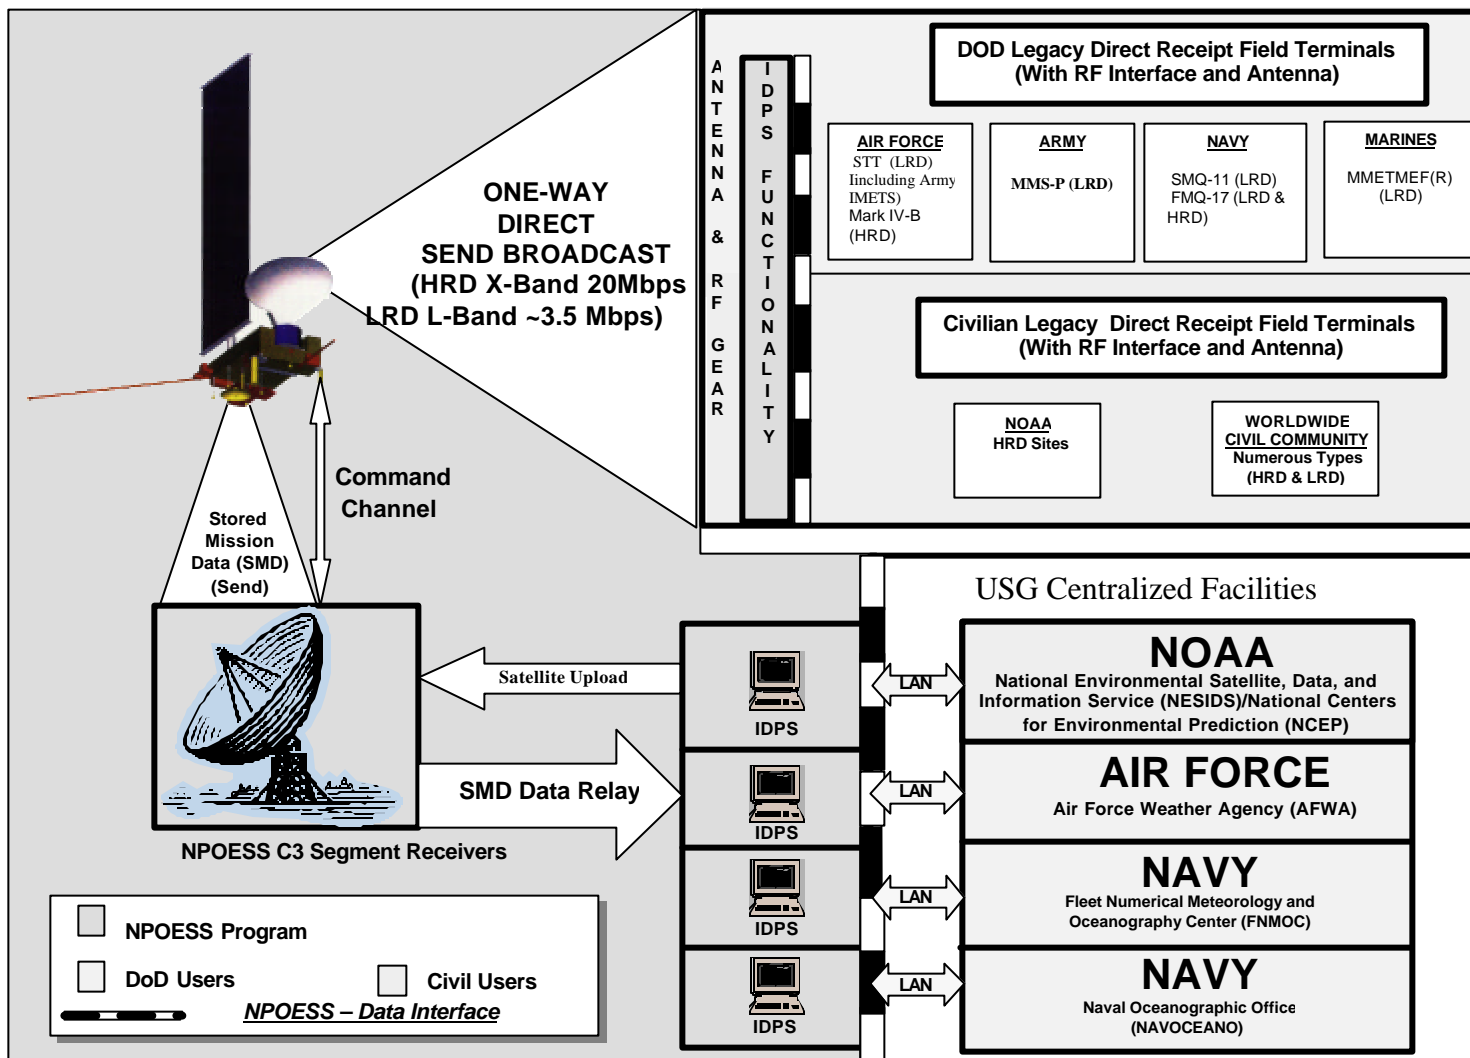 DOD Legacy Direct Receipt Field Terminals
(With RF Interface and Antenna)
ANTENNA & RF GEAR
IDPS FUNCTIONALITY
AIR FORCE
STT (LRD)
Iincluding Army
IMETS)
Mark IV-B
(HRD)
ARMY
MMS-P (LRD)
NAVY
SMQ-11 (LRD)
FMQ-17 (LRD &
HRD)
MARINES
MMETMEF(R)
(LRD)
ONE-WAY
DIRECT
SEND BROADCAST
(HRD X-Band 20Mbps
LRD L-Band ~3.5 Mbps)
Civilian Legacy Direct Receipt Field Terminals
(With RF Interface and Antenna)
NOAA
HRD Sites
WORLDWIDE
CIVIL COMMUNITY
Numerous Types
(HRD & LRD)
Command
Channel
Stored
Mission
Data (SMD)
(Send)
USG Centralized Facilities
Satellite Upload
SMD Data Relay
NPOESS C3 Segment Receivers
IDPS
IDPS
IDPS
IDPS
LAN
LAN
LAN
LAN
NOAA
National Environmental Satellite, Data, and
Information Service (NESIDS)/National Centers
for Environmental Prediction (NCEP)
AIR FORCE
Air Force Weather Agency (AFWA)
NAVY
Fleet Numerical Meteorology and
Oceanography Center (FNMOC)
NAVY
Naval Oceanographic Office
(NAVOCEANO)
NPOESS Program
DoD Users
Civil Users
NPOESS – Data Interface